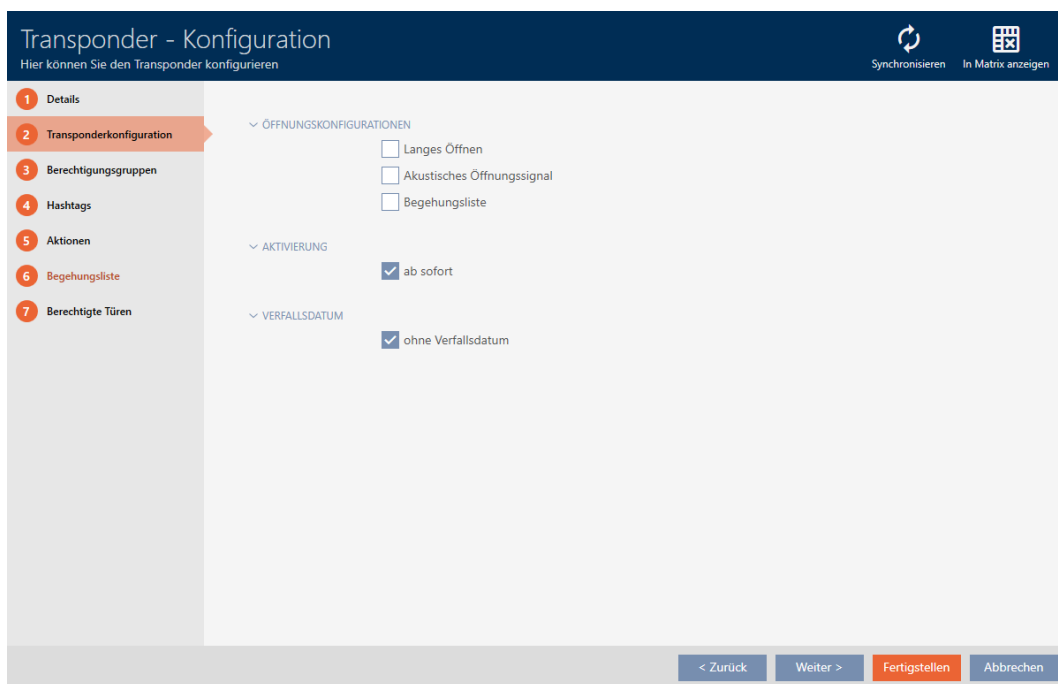 Transponder - Konfiguration
Hier können Sie den Transponder konfigurieren
Synchronisieren
In Matrix anzeigen
1 Details
2 Transponderkonfiguration
3 Berechtigungsgruppen
4 Hashtags
5 Aktionen
6 Begehungsliste
7 Berechtigte Türen
ÖFFNUNGSKONFIGURATIONEN
Langes Öffnen
Akustisches Öffnungssignal
Begehungsliste
AKTIVIERUNG
ab sofort
VERFALLSDATUM
ohne Verfallsdatum
< Zurück
Weiter >
Fertigstellen
Abbrechen